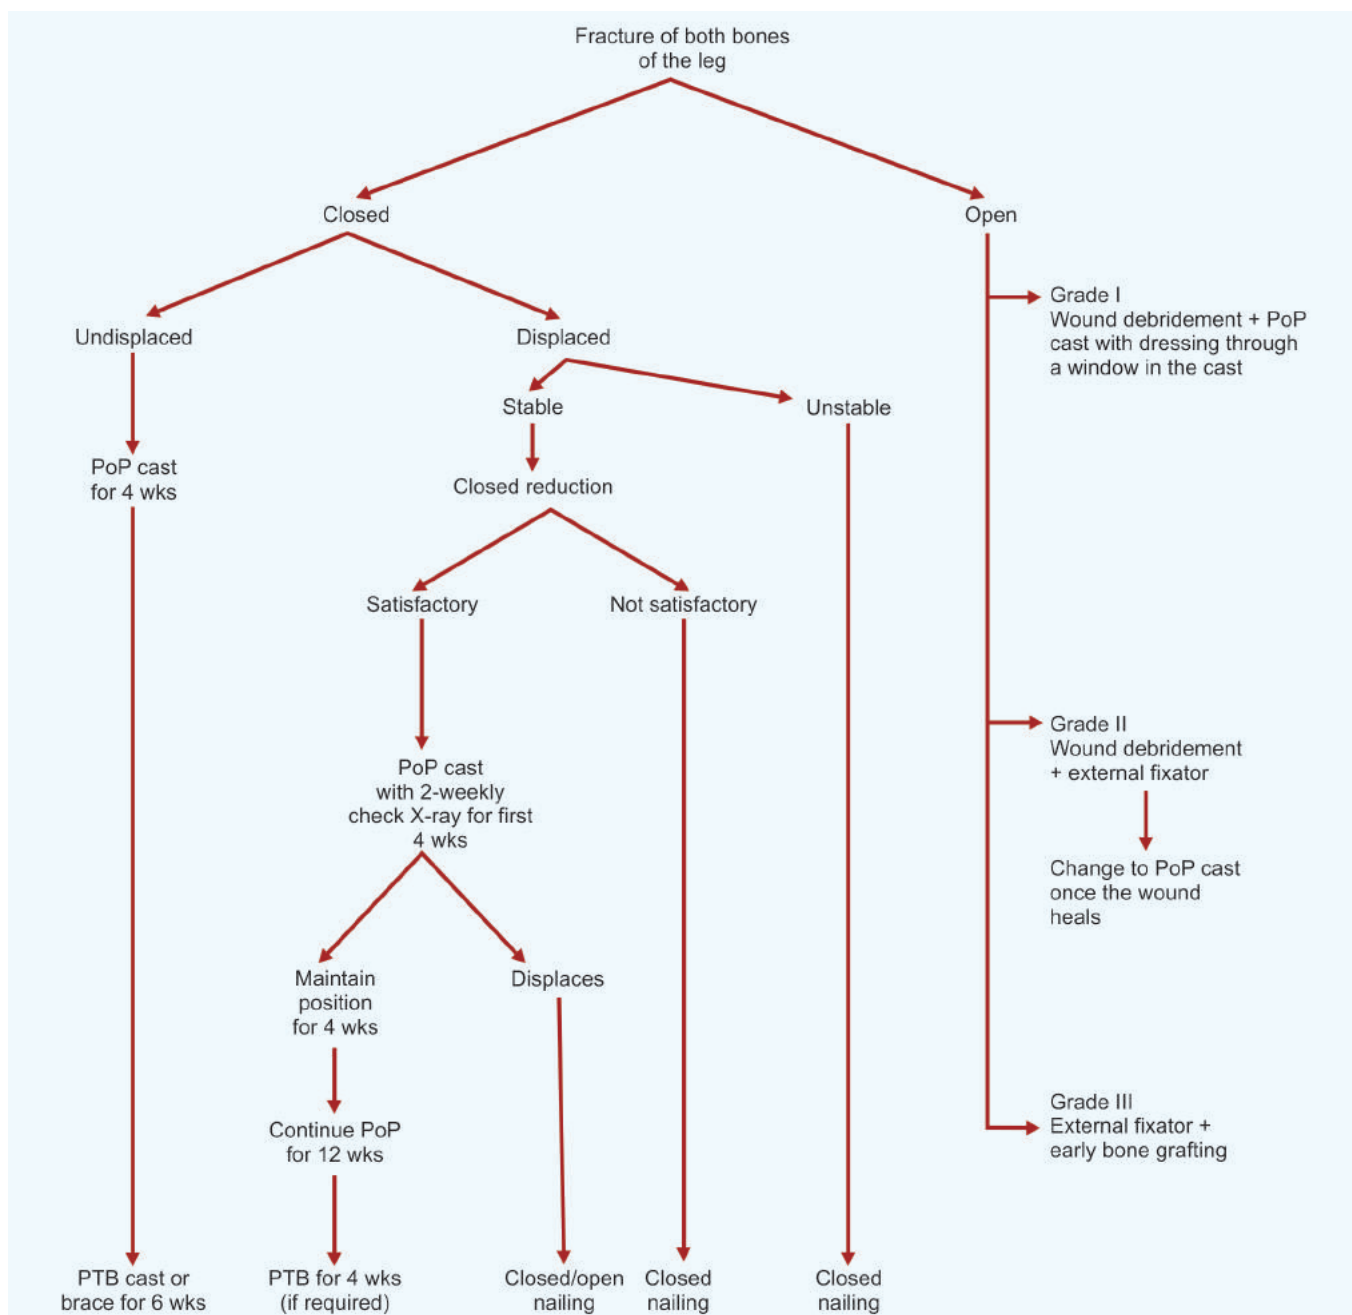 Fracture of both bones
of the leg
Closed
Open
Undisplaced
Displaced
Grade I
Wound debridement + PoP
cast with dressing through
a window in the cast
Stable
Unstable
PoP cast
for 4 wks
Closed reduction
Satisfactory
Not satisfactory
PoP cast
with 2-weekly
check X-ray for first
4 wks
Grade II
Wound debridement
+ external fixator
Change to PoP cast
once the wound
heals
Maintain
position
for 4 wks
Displaces
Continue PoP
for 12 wks
Grade III
External fixator +
early bone grafting
PTB cast or
brace for 6 wks
PTB for 4 wks
(if required)
Closed/open
nailing
Closed
nailing
Closed
nailing